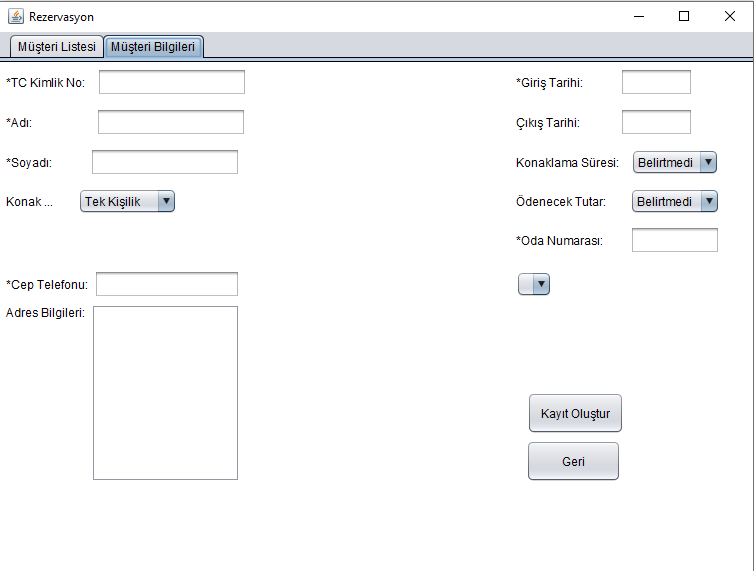 Rezervasyon
Müşteri Listesi
Müşteri Bilgileri
*TC Kimlik No:
*Adı:
*Soyadı:
Konak ...
Tek Kişilik
*Cep Telefonu:
Adres Bilgileri:
*Giriş Tarihi:
Çıkış Tarihi:
Konaklama Süresi:
Belirtmedi
Ödenecek Tutar:
Belirtmedi
*Oda Numarası:
Kayıt Oluştur
Geri